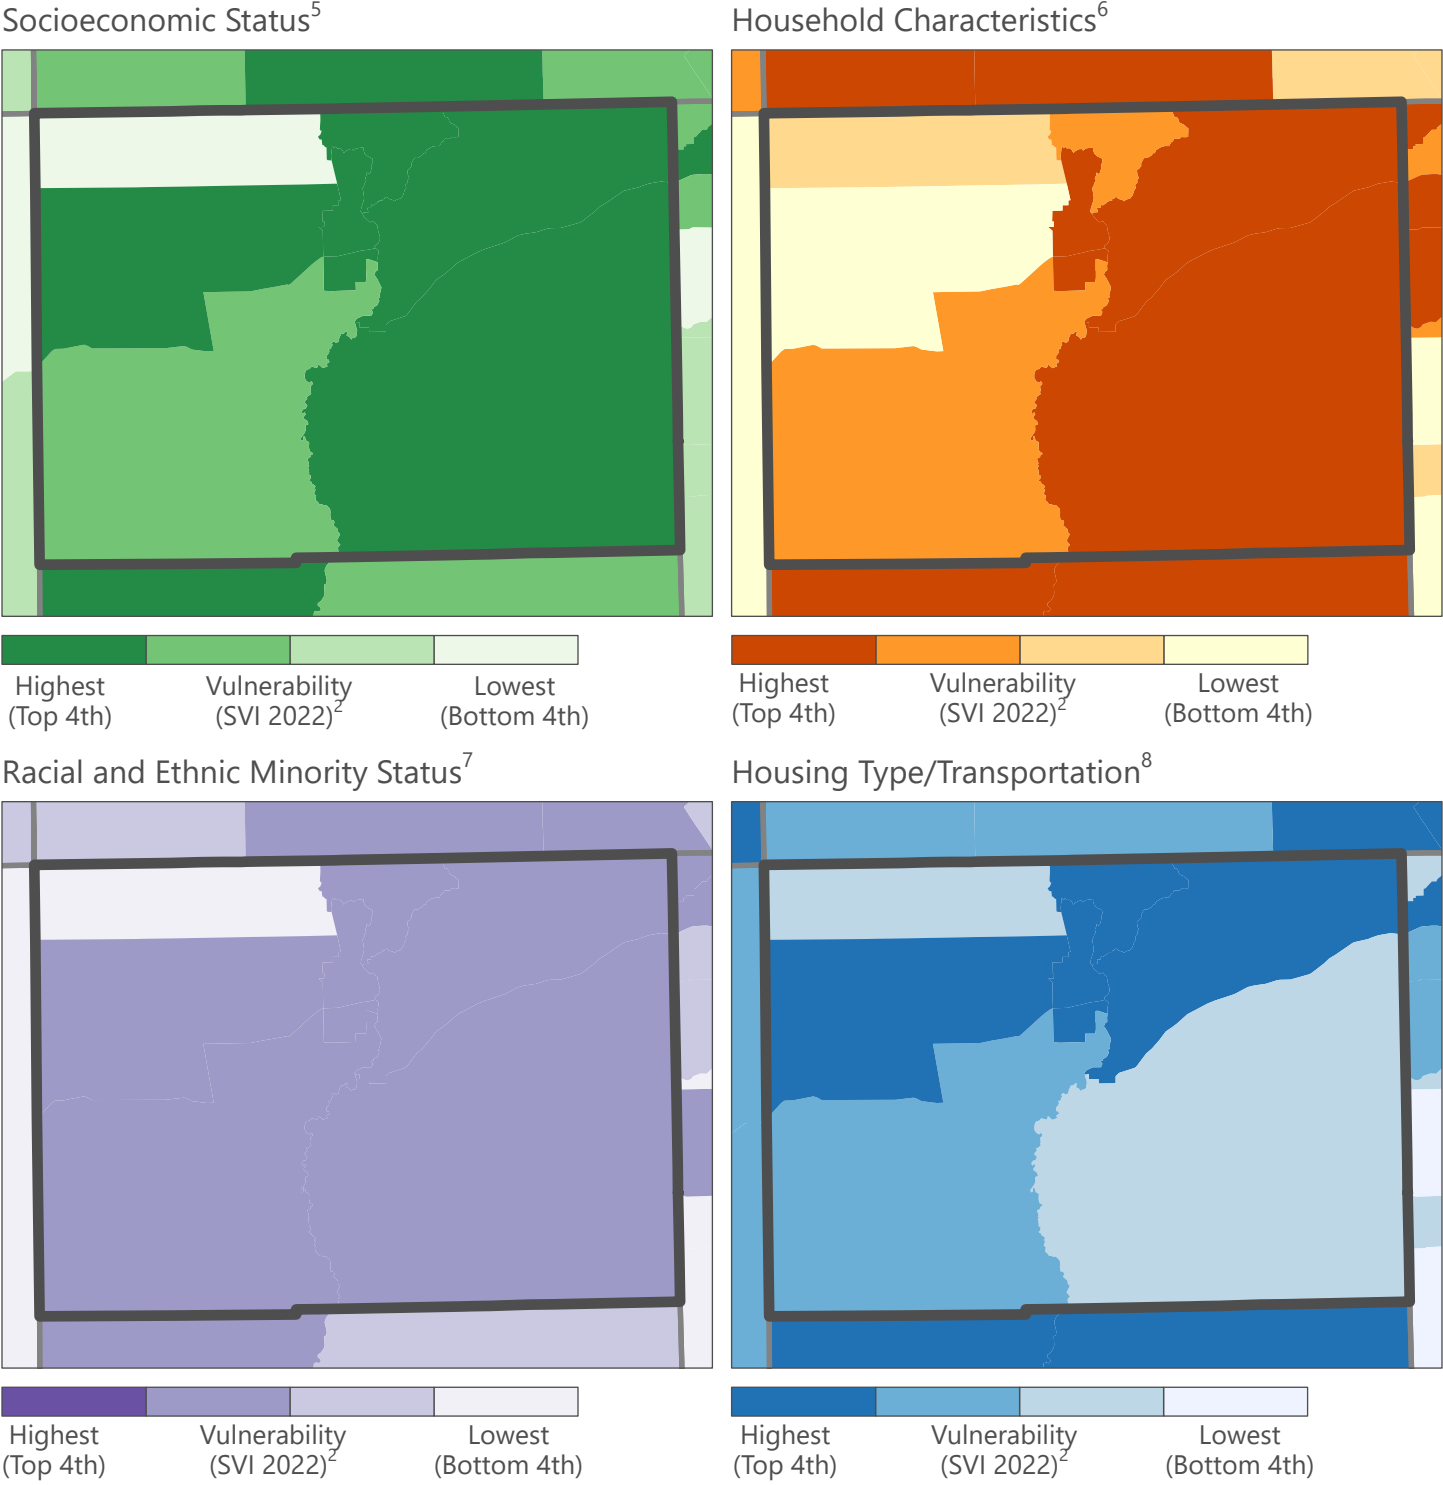 Socioeconomic Status5
Household Characteristics6
Highest
(Top 4th)
Vulnerability
(SVI 2022)2
Lowest
(Bottom 4th)
Highest
(Top 4th)
Vulnerability
(SVI 2022)2
Lowest
(Bottom 4th)
Racial and Ethnic Minority Status7
Housing Type/Transportation8
Highest
(Top 4th)
Vulnerability
(SVI 2022)2
Lowest
(Bottom 4th)
Highest
(Top 4th)
Vulnerability
(SVI 2022)2
Lowest
(Bottom 4th)